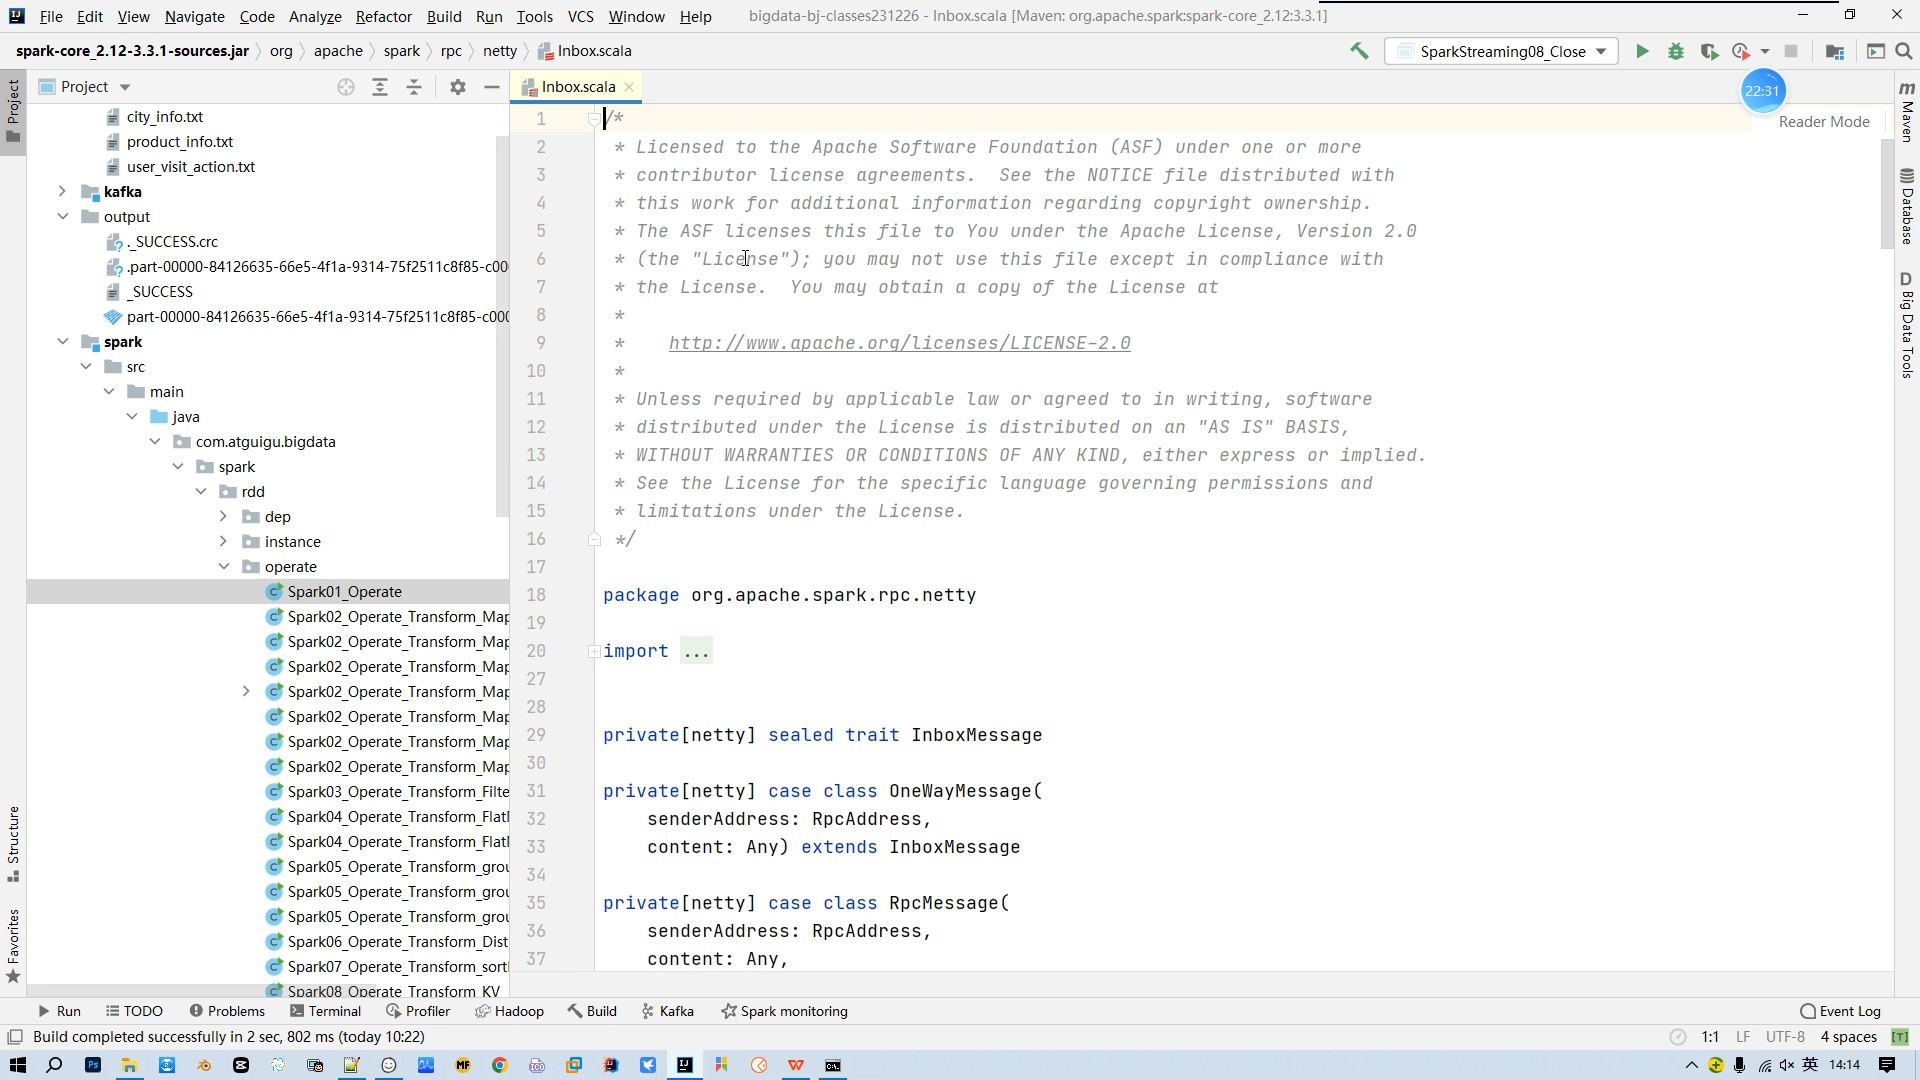 File Edit View Navigate Code Analyze Refactor Build Run Tools VCS Window Help bigdata-bj-classes231226 - Inbox.scala [Maven: org.apache.spark:spark-core_2.12:3.3.1]
spark-core_2.12-3.3.1-sources.jar org apache spark rpc netty Inbox.scala SparkStreaming08_Close
Project Inbox.scala
22:31
Reader Mode
Project
Structure
Favorites
city_info.txt
product_info.txt
user_visit_action.txt
kafka
output
._SUCCESS.crc
.part-00000-84126635-66e5-4f1a-9314-75f2511c8f85-c00
_SUCCESS
part-00000-84126635-66e5-4f1a-9314-75f2511c8f85-c000
spark
src
main
java
com.atguigu.bigdata
spark
rdd
dep
instance
operate
Spark01_Operate
Spark02_Operate_Transform_Map
Spark02_Operate_Transform_Map
Spark02_Operate_Transform_Map
Spark02_Operate_Transform_Map
Spark02_Operate_Transform_Map
Spark02_Operate_Transform_Map
Spark02_Operate_Transform_Map
Spark03_Operate_Transform_Filte
Spark04_Operate_Transform_Flatl
Spark04_Operate_Transform_Flatl
Spark05_Operate_Transform_grou
Spark05_Operate_Transform_grou
Spark05_Operate_Transform_grou
Spark06_Operate_Transform_Dist
Spark07_Operate_Transform_sort
Spark08_Operate_Transform_KV
1 /*
2 * Licensed to the Apache Software Foundation (ASF) under one or more
3 * contributor license agreements.  See the NOTICE file distributed with
4 * this work for additional information regarding copyright ownership.
5 * The ASF licenses this file to You under the Apache License, Version 2.0
6 * (the "License"); you may not use this file except in compliance with
7 * the License.  You may obtain a copy of the License at
8 *
9 *    http://www.apache.org/licenses/LICENSE-2.0
10 *
11 * Unless required by applicable law or agreed to in writing, software
12 * distributed under the License is distributed on an "AS IS" BASIS,
13 * WITHOUT WARRANTIES OR CONDITIONS OF ANY KIND, either express or implied.
14 * See the License for the specific language governing permissions and
15 * limitations under the License.
16 */
17
18 package org.apache.spark.rpc.netty
19
20 import ...
27
28
29 private[netty] sealed trait InboxMessage
30
31 private[netty] case class OneWayMessage(
32     senderAddress: RpcAddress,
33     content: Any) extends InboxMessage
34
35 private[netty] case class RpcMessage(
36     senderAddress: RpcAddress,
37     content: Any,
Maven
Database
Big Data Tools
Run TODO Problems Terminal Profiler Hadoop Build Kafka Spark monitoring Event Log
Build completed successfully in 2 sec, 802 ms (today 10:22) 1:1 LF UTF-8 4 spaces
英 14:14